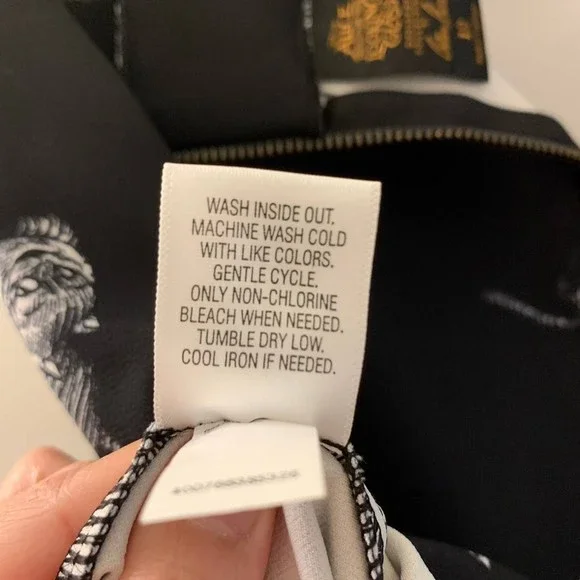 WASH INSIDE OUT.
MACHINE WASH COLD
WITH LIKE COLORS.
GENTLE CYCLE.
ONLY NON-CHLORINE
BLEACH WHEN NEEDED.
TUMBLE DRY LOW.
COOL IRON IF NEEDED.